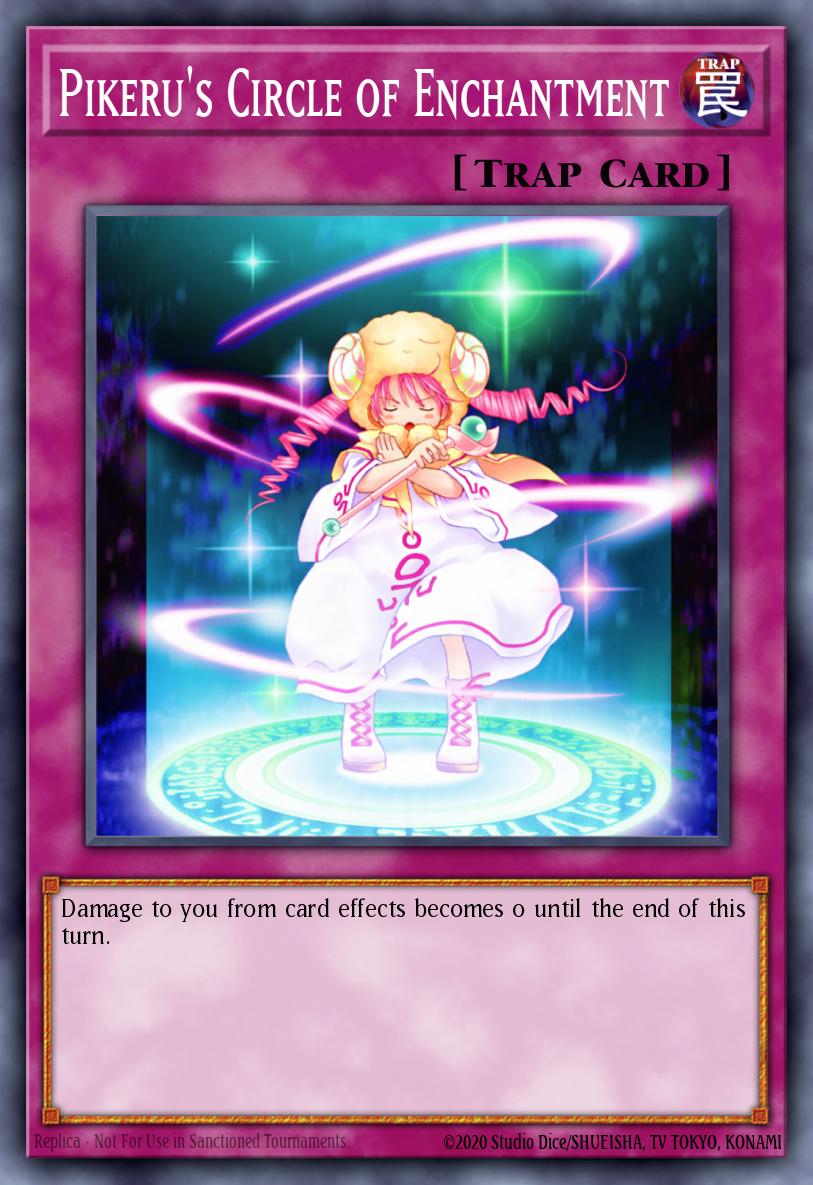 Pikeru's Circle of Enchantment
TRAP
罠
[Trap Card]
Damage to you from card effects becomes 0 until the end of this
turn.
Replica - Not For Use in Sanctioned Tournaments.
©2020 Studio Dice/SHUEISHA, TV TOKYO, KONAMI